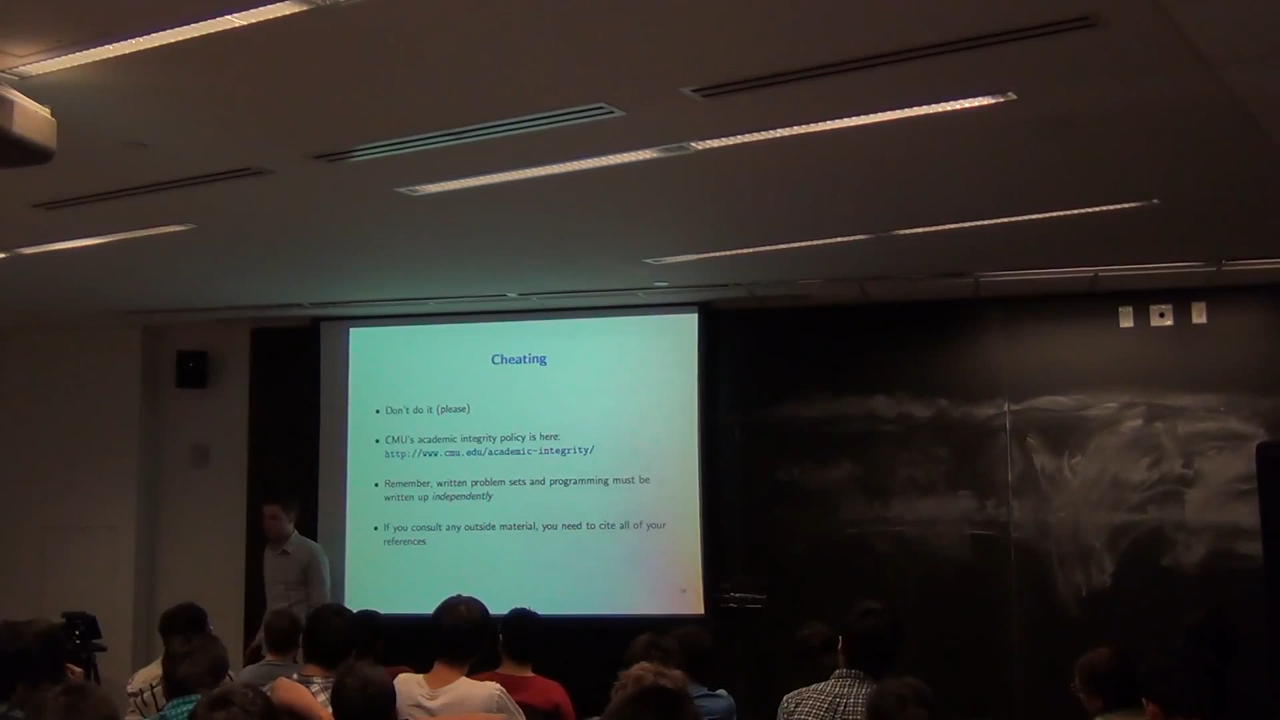 Cheating
• Don't do it (please)
• CMU's academic integrity policy is here:
http://www.cmu.edu/academic-integrity/
• Remember, written problem sets and programming must be
written up independently
• If you consult any outside material, you need to cite all of your
references